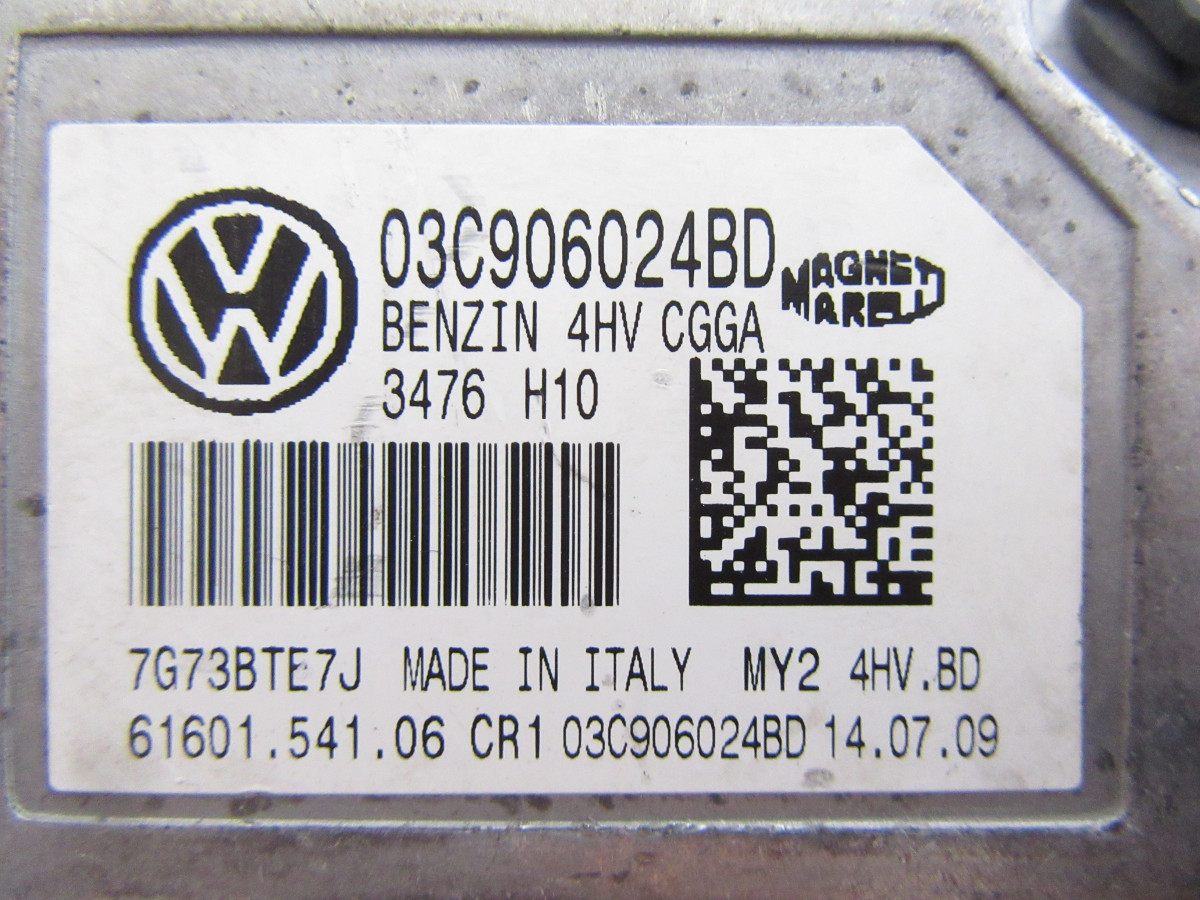 03C906024BD
MAGNETI
MARELLI
BENZIN 4HV CGGA
3476 H10
7G73BTE7J MADE IN ITALY MY2 4HV.BD
61601.541.06 CR1 03C906024BD 14.07.09